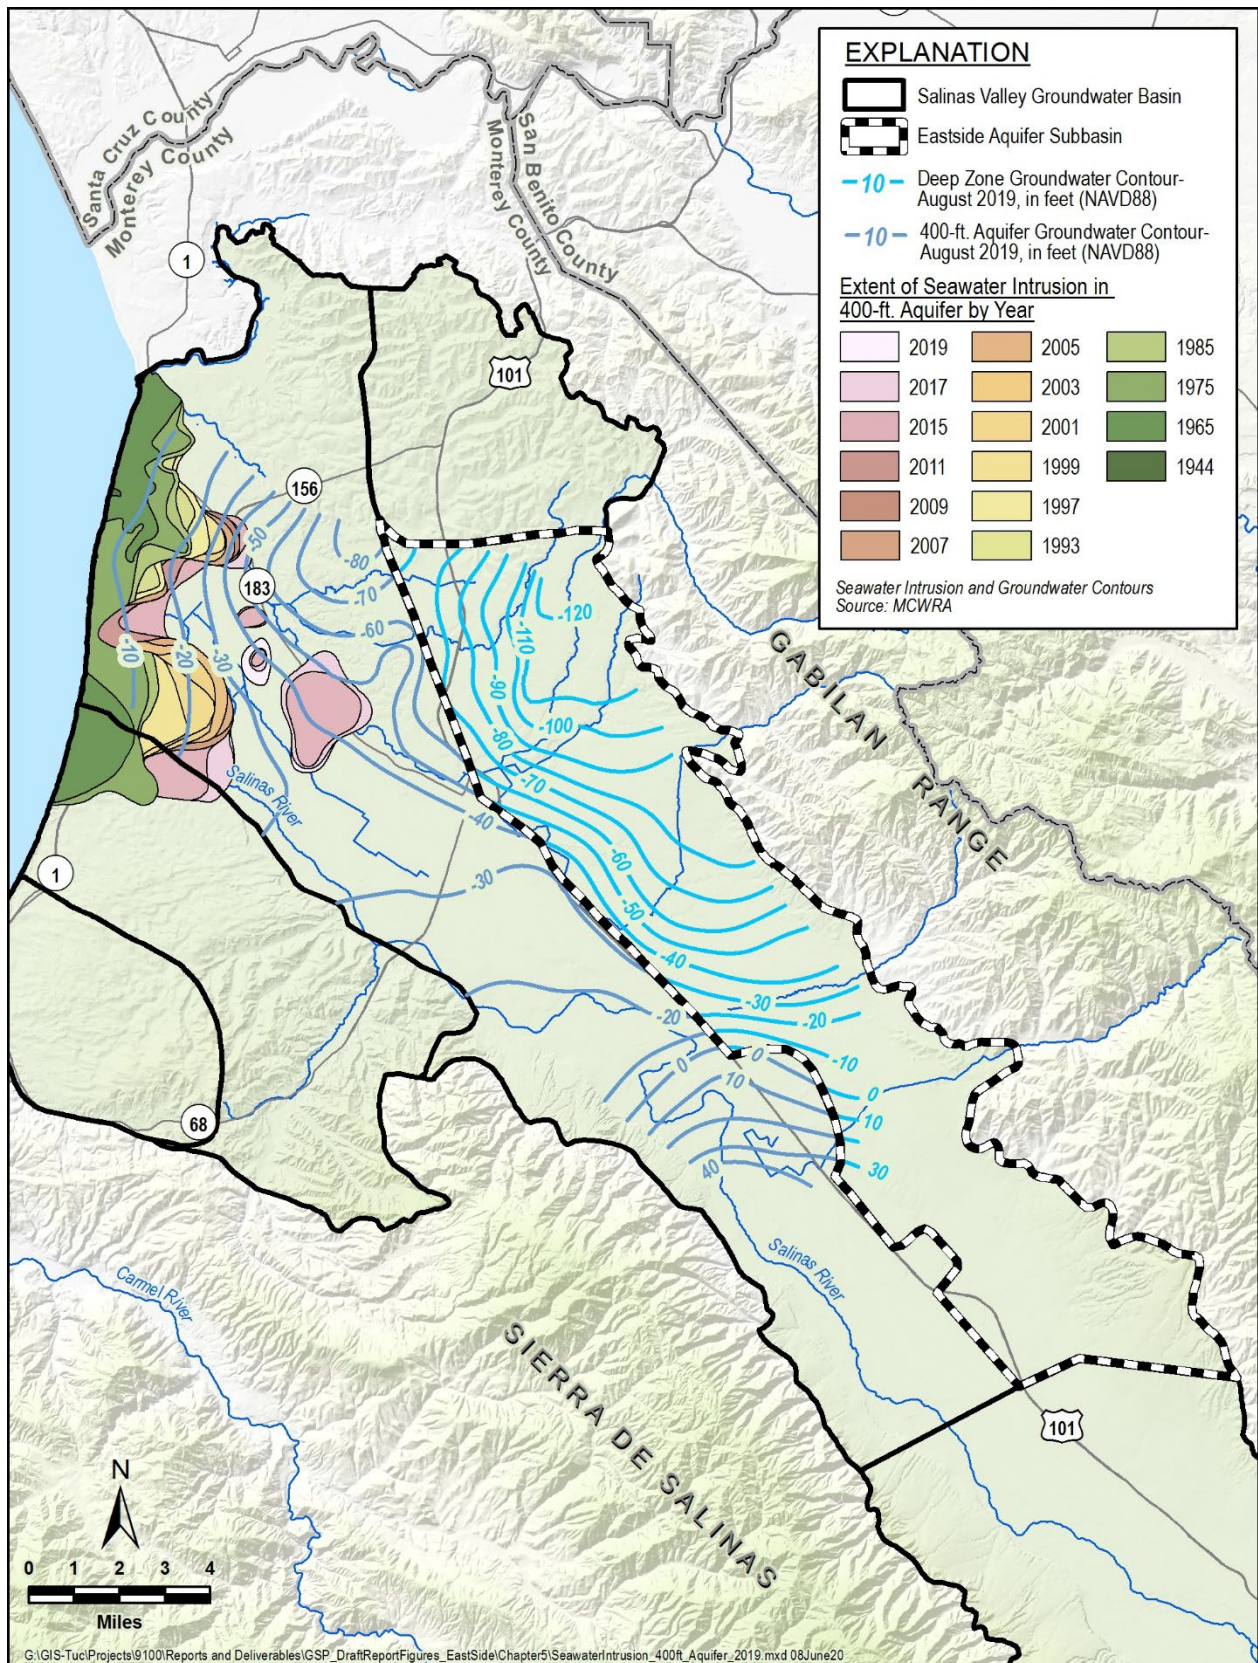 EXPLANATION
Salinas Valley Groundwater Basin
Eastside Aquifer Subbasin
-10 Deep Zone Groundwater Contour-
August 2019, in feet (NAVD88)
-10 400-ft. Aquifer Groundwater Contour-
August 2019, in feet (NAVD88)
Extent of Seawater Intrusion in
400-ft. Aquifer by Year
2019 2005 1985
2017 2003 1975
2015 2001 1965
2011 1999 1944
2009 1997
2007 1993
Seawater Intrusion and Groundwater Contours
Source: MCWRA
Santa Cruz County
Monterey County
San Benito County
Monterey County
1
101
156
183
-50
-80
-70
-60
-10
-20
-30
-120
-110
-90
-100
-80
-70
-60
-50
-40
-30
-20
-10
0
10
30
-40
-30
-20
0
0
10
40
GABILAN RANGE
Salinas River
1
68
Salinas River
Carmel River
SIERRA DE SALINAS
101
N
0 1 2 3 4
Miles
G:\GIS-Tuc\Projects\9100\Reports and Deliverables\GSP_DraftReportFigures_EastSide\Chapter5\SeawaterIntrusion_400ft_Aquifer_2019.mxd 08June20